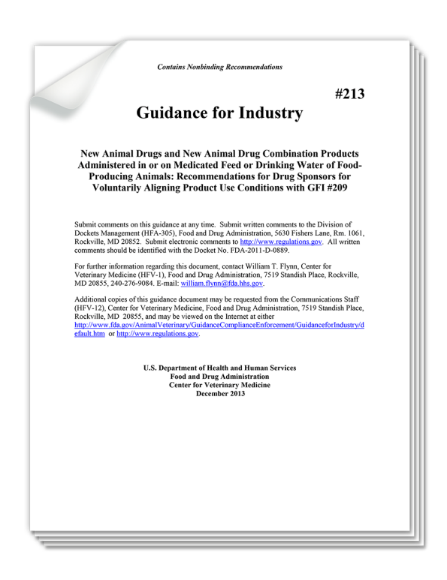 Contains Nonbinding Recommendations
#213
Guidance for Industry
New Animal Drugs and New Animal Drug Combination Products
Administered in or on Medicated Feed or Drinking Water of Food-
Producing Animals: Recommendations for Drug Sponsors for
Voluntarily Aligning Product Use Conditions with GFI #209
Submit comments on this guidance at any time. Submit written comments to the Division of
Dockets Management (HFA-305), Food and Drug Administration, 5630 Fishers Lane, Rm. 1061,
Rockville, MD 20852. Submit electronic comments to http://www.regulations.gov. All written
comments should be identified with the Docket No. FDA-2011-D-0889.
For further information regarding this document, contact William T. Flynn, Center for
Veterinary Medicine (HFV-1), Food and Drug Administration, 7519 Standish Place, Rockville,
MD 20855, 240-276-9084. E-mail: william.flynn@fda.hhs.gov.
Additional copies of this guidance document may be requested from the Communications Staff
(HFV-12), Center for Veterinary Medicine, Food and Drug Administration, 7519 Standish Place,
Rockville, MD 20855, and may be viewed on the Internet at either
http://www.fda.gov/AnimalVeterinary/GuidanceComplianceEnforcement/GuidanceforIndustry/d
efault.htm or http://www.regulations.gov.
U.S. Department of Health and Human Services
Food and Drug Administration
Center for Veterinary Medicine
December 2013